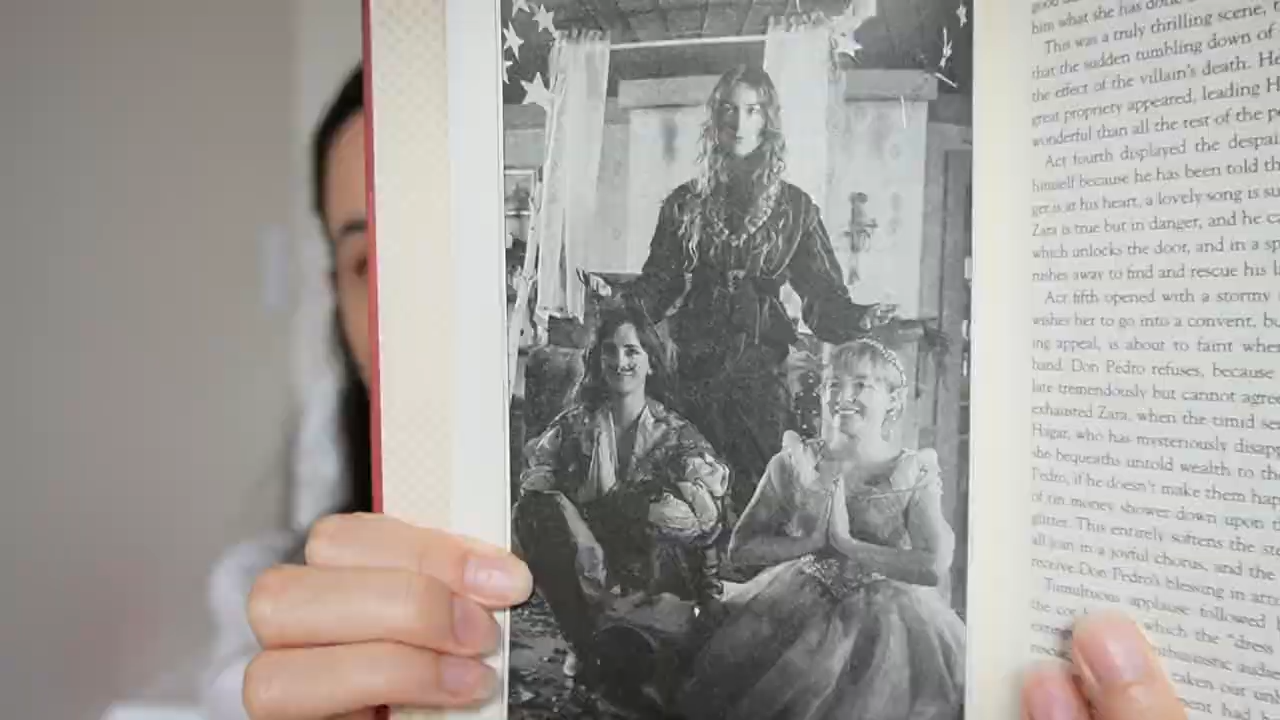 him what she has done
This was a truly thrilling scene,
that the sudden tumbling down of
the effect of the villain's death. He
great propriety appeared, leading H
wonderful than all the rest of the p
Act fourth displayed the despai
himself because he has been told th
ger is at his heart, a lovely song is su
Zara is true but in danger, and he c
which unlocks the door, and in a sp
rushes away to find and rescue his l
Act fifth opened with a stormy
wishes her to go into a convent, b
ing appeal, is about to faint whe
hand. Don Pedro refuses, because
late tremendously but cannot agre
exhausted Zara, when the timid se
Hagar, who has mysteriously disap
she bequeaths untold wealth to th
Pedro, if he doesn't make them hap
of tin money shower down upon t
glitter. This entirely softens the st
all join in a joyful chorus, and the
receive Don Pedro's blessing in
Tumultuous applause followed
the which the "dress
enthusiastic
taken out
had